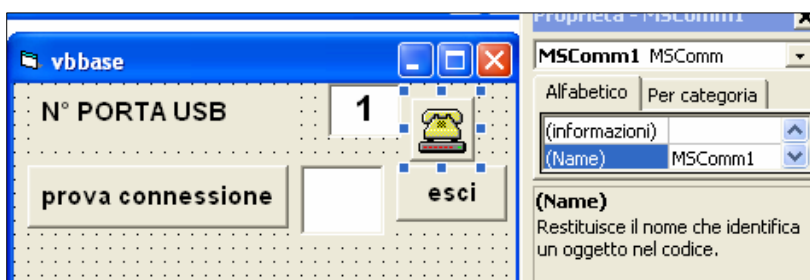 vbbase
N° PORTA USB 1
prova connessione
esci
Proprietà - MSComm1
MSComm1 MSComm
Alfabetico Per categoria
(informazioni)
(Name) MSComm1
(Name)
Restituisce il nome che identifica
un oggetto nel codice.